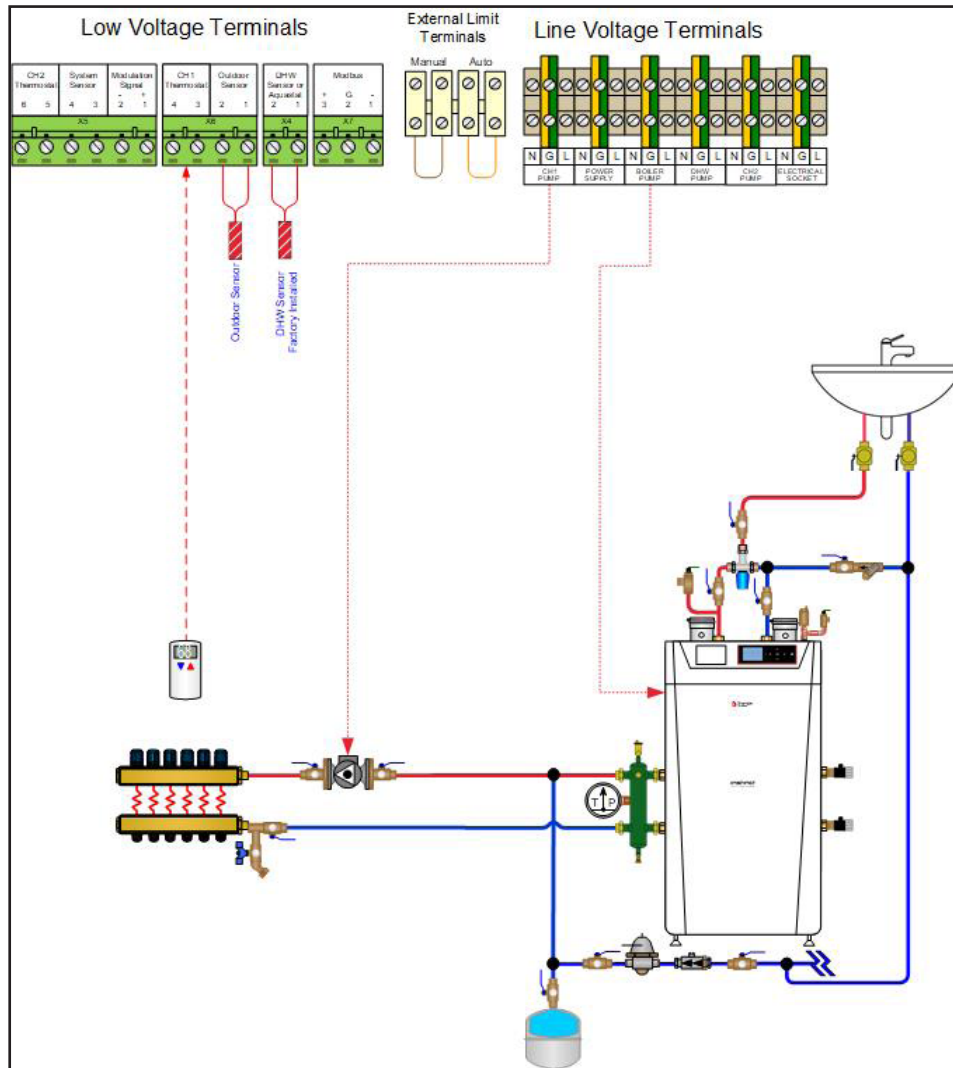 Low Voltage Terminals
External Limit
Terminals
Line Voltage Terminals
Manual Auto
CH2
Thermostat
6 5
System
Sensor
4 3
Modulation
Signal
- +
2 1
CH1
Thermostat
4 3
Outdoor
Sensor
2 1
DHW
Sensor or
Aquastat
2 1
Modbus
+ G -
3 2 1
X5
X6
X4
X7
N G L N G L N G L N G L N G L N G L
CH1
PUMP
POWER
SUPPLY
BOILER
PUMP
DHW
PUMP
CH2
PUMP
ELECTRICAL
SOCKET
Outdoor Sensor
DHW Sensor
Factory Installed
T P